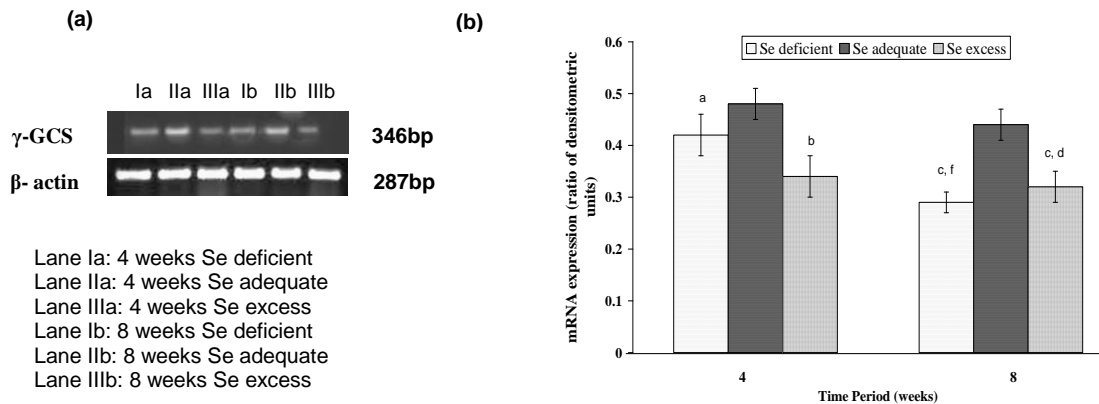 (a)
Ia IIa IIIa Ib IIb IIIb
γ-GCS 346bp
β- actin 287bp
Lane Ia: 4 weeks Se deficient
Lane IIa: 4 weeks Se adequate
Lane IIIa: 4 weeks Se excess
Lane Ib: 8 weeks Se deficient
Lane IIb: 8 weeks Se adequate
Lane IIIb: 8 weeks Se excess
(b)
Se deficient Se adequate Se excess
mRNA expression (ratio of densitometric
units)
0.6
0.5
0.4
0.3
0.2
0.1
0
a
b
c, f
c, d
4 8
Time Period (weeks)